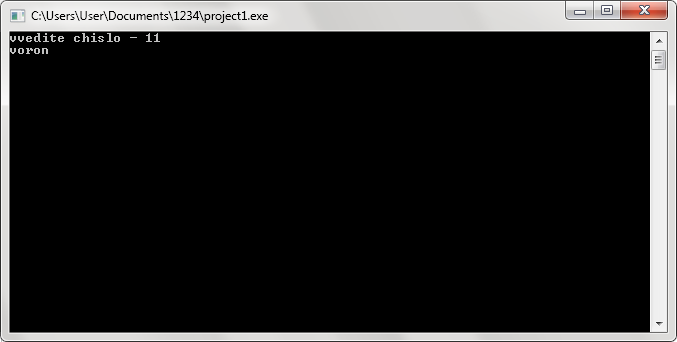 C:\Users\User\Documents\1234\project1.exe
vvedite chislo - 11
voron